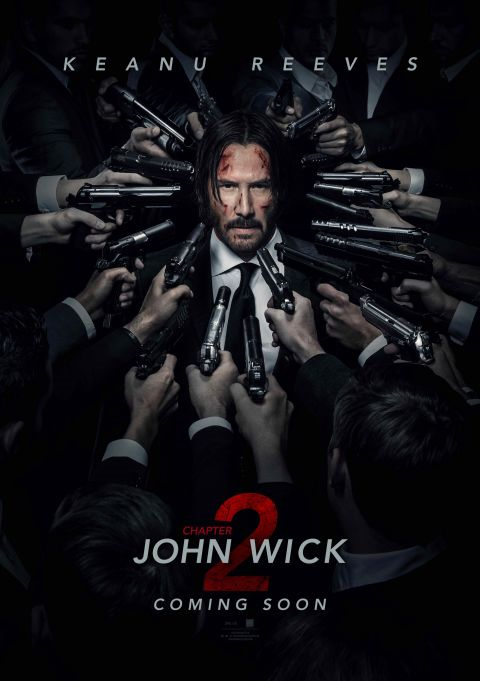 KEANU REEVES
CHAPTER
2
JOHN WICK
COMING SOON